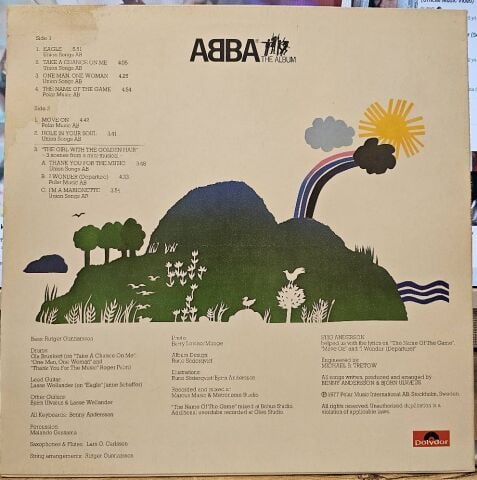 Side 1
ABBA
THE ALBUM
1. EAGLE 5.51
Union Songs AB
2. TAKE A CHANCE ON ME 4.05
Union Songs AB
3. ONE MAN, ONE WOMAN 4.25
Union Songs AB
4. THE NAME OF THE GAME 4.54
Polar Music AB
Side 2
1. MOVE ON 4.42
Polar Music AB
2. HOLE IN YOUR SOUL 3.41
Union Songs AB
3. "THE GIRL WITH THE GOLDEN HAIR"
- 3 scenes from a mini-musical -
A. THANK YOU FOR THE MUSIC 3.48
Union Songs AB
B. I WONDER (Departure) 4.33
Polar Music AB
C. I'M A MARIONETTE 3.54
Union Songs AB
Bass: Rutger Gunnarsson
Drums:
Ola Brunkert (on "Take A Chance On Me",
"One Man, One Woman" and
"Thank You For The Music" Roger Palm)
Lead Guitar:
Lasse Wellander (on "Eagle" Janne Schaffer)
Other Guitars:
Björn Ulvaeus & Lasse Wellander
All Keyboards: Benny Andersson
Percussion:
Malando Gassama
Saxophones & Flutes: Lars O. Carlsson
String arrangements: Rutger Gunnarsson
Photo:
Barry Levine/Mirage
Album Design:
Rune Söderqvist
Illustrations:
Rune Söderqvist/Björn Andersson
Recorded and mixed at
Marcus Music & Metronome Studio
"The Name Of The Game" mixed at Bohus Studio.
Additional recordings recorded at Glen Studio.
STIG ANDERSON
helped us with the lyrics on "The Name Of The Game",
"Move On" and "I Wonder (Departure)"
Engineered by
MICHAEL B TRETOW
All songs written, produced and arranged by
BENNY ANDERSSON & BJÖRN ULVAEUS
℗ 1977 Polar Music International AB, Stockholm, Sweden.
All rights reserved. Unauthorized duplication is a
violation of applicable laws.
Polydor